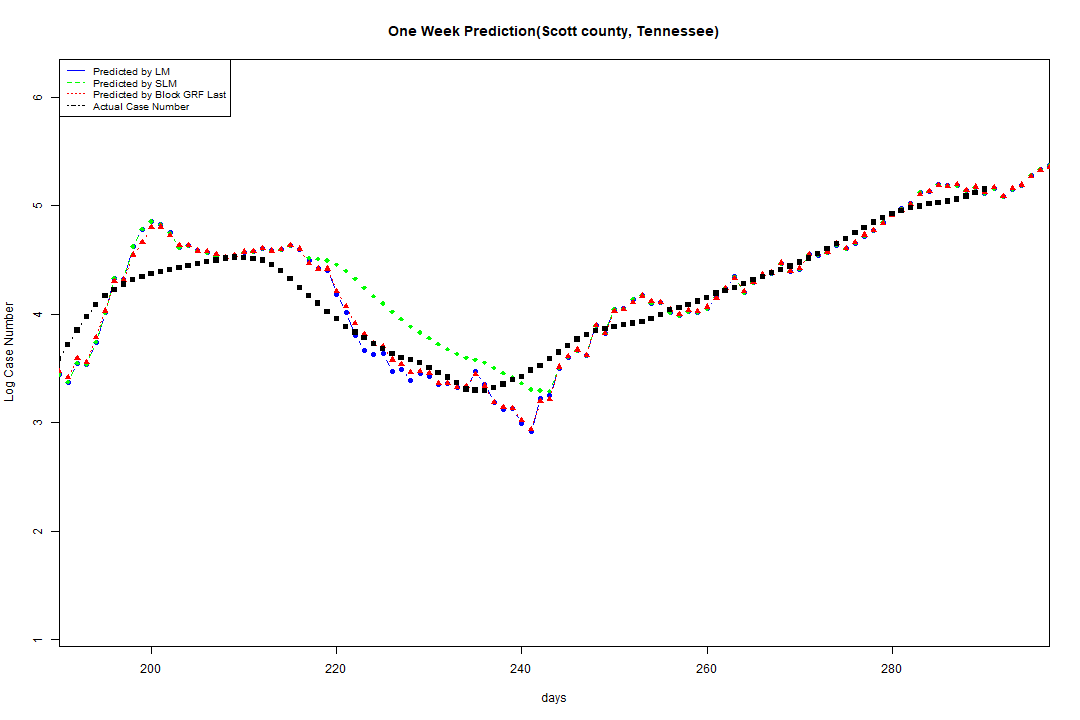 One Week Prediction(Scott county, Tennessee)
Predicted by LM
Predicted by SLM
Predicted by Block GRF Last
Actual Case Number
6
5
4
3
2
1
Log Case Number
200 220 240 260 280
days